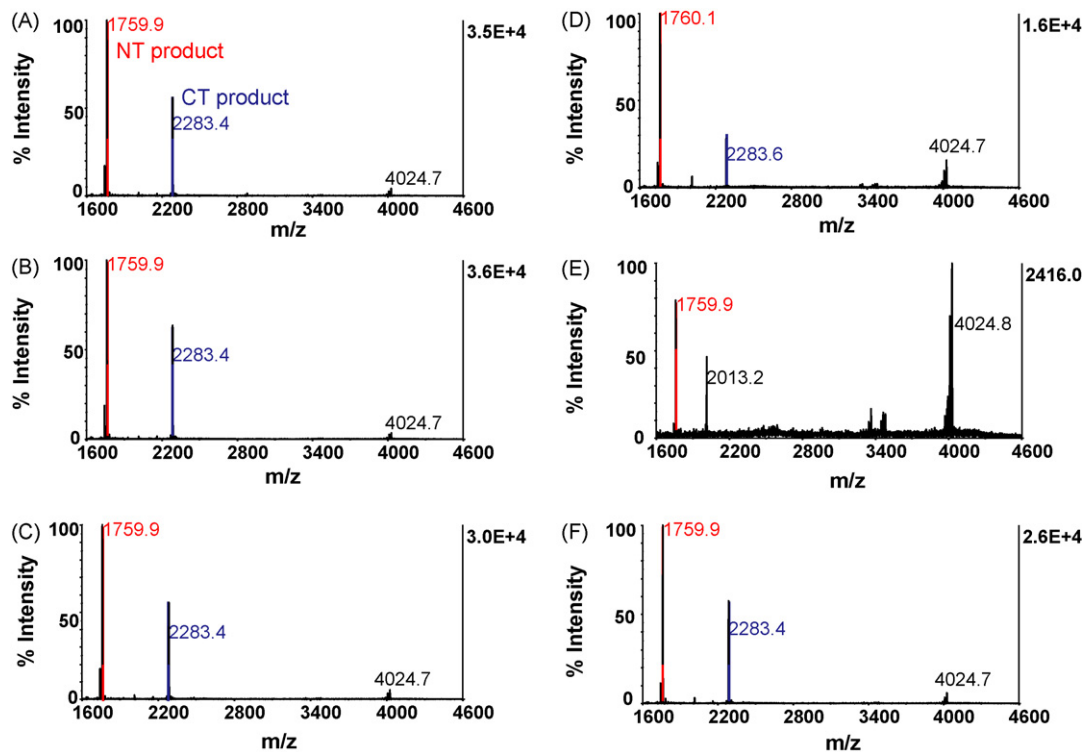 (A)
% Intensity
100
50
0
1759.9
NT product
CT product
2283.4
4024.7
3.5E+4
1600 2200 2800 3400 4000 4600
m/z
(B)
% Intensity
100
50
0
1759.9
2283.4
4024.7
3.6E+4
1600 2200 2800 3400 4000 4600
m/z
(C)
% Intensity
100
50
0
1759.9
2283.4
4024.7
3.0E+4
1600 2200 2800 3400 4000 4600
m/z
(D)
% Intensity
100
50
0
1760.1
2283.6
4024.7
1.6E+4
1600 2200 2800 3400 4000 4600
m/z
(E)
% Intensity
100
50
0
1759.9
2013.2
4024.8
2416.0
1600 2200 2800 3400 4000 4600
m/z
(F)
% Intensity
100
50
0
1759.9
2283.4
4024.7
2.6E+4
1600 2200 2800 3400 4000 4600
m/z